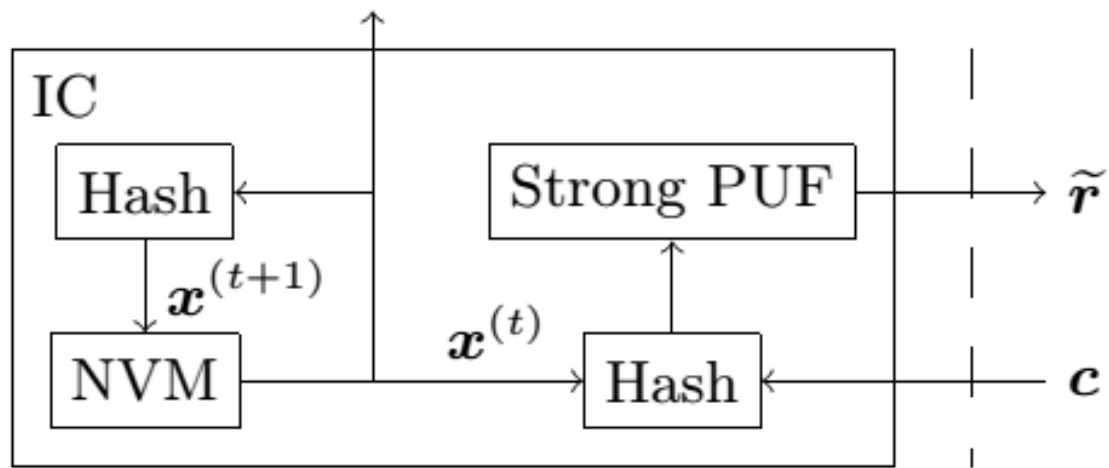 IC
Hash
Strong PUF
r̃
x^(t+1)
x^(t)
NVM
Hash
c